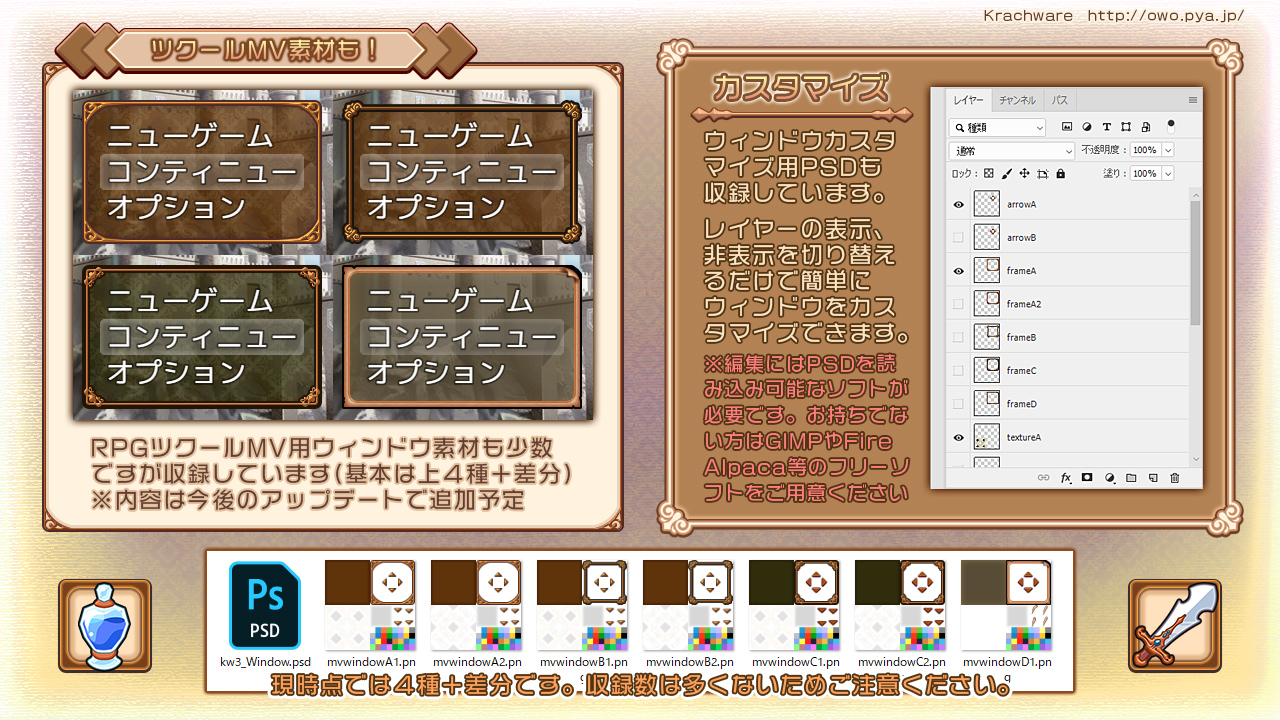 Krachware http://owo.pya.jp/
ツクールMV素材も!
ニューゲーム
コンティニュー
オプション
ニューゲーム
コンティニュー
オプション
ニューゲーム
コンティニュー
オプション
ニューゲーム
コンティニュー
オプション
RPGツクールMV用ウィンドウ素材も少数
ですが収録しています(基本は上4種+差分)
※内容は今後のアップデートで追加予定
カスタマイズ
ウィンドウカスタ
マイズ用PSDも
収録しています。
レイヤーの表示、
非表示を切り替え
るだけで簡単に
ウィンドウをカス
タマイズできます。
※編集にはPSDを読
み込み可能なソフトが
必要です。お持ちでな
い方はGIMPやFire
Alpaca等のフリーソ
フトをご用意ください
レイヤー チャンネル パス
種類
通常 不透明度: 100%
ロック: 塗り: 100%
arrowA
arrowB
frameA
frameA2
frameB
frameC
frameD
textureA
fx
Ps
PSD
kw3_Window.psd mvwindowA1.pn mvwindowA2.pn mvwindowB1.pn mvwindowB2.pn mvwindowC1.pn mvwindowC2.pn mvwindowD1.pn
現時点では4種+差分です。収録数は多くないためご注意ください。